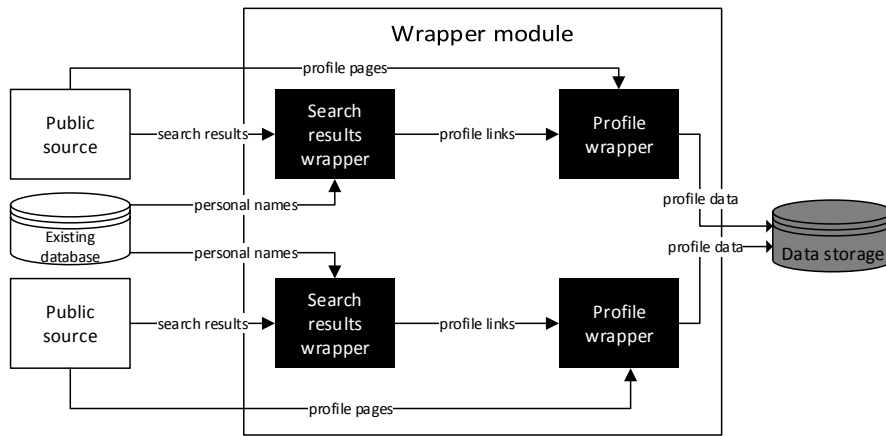 Wrapper module
profile pages
Public
source
search results
Search
results
wrapper
profile links
Profile
wrapper
personal names
profile data
Existing
database
personal names
profile data
Data storage
Public
source
search results
Search
results
wrapper
profile links
Profile
wrapper
profile pages